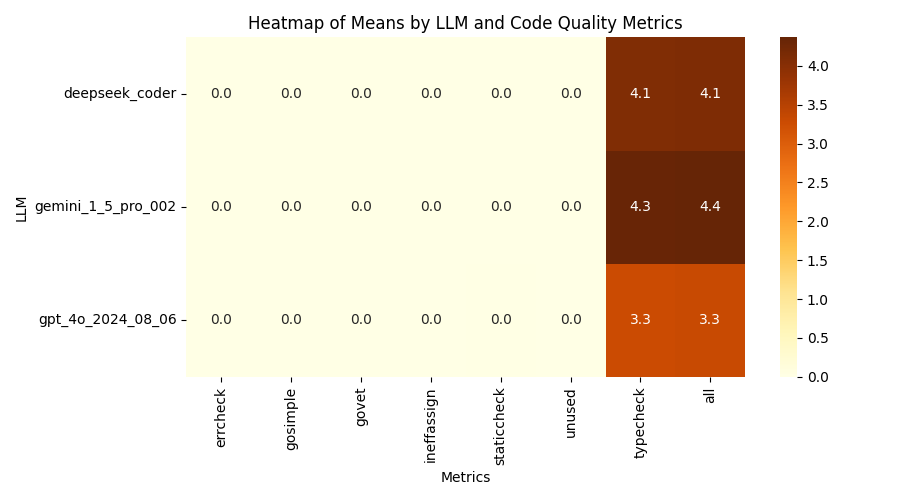 Heatmap of Means by LLM and Code Quality Metrics
LLM
deepseek_coder
0.0 0.0 0.0 0.0 0.0 0.0 4.1 4.1
gemini_1_5_pro_002
0.0 0.0 0.0 0.0 0.0 0.0 4.3 4.4
gpt_4o_2024_08_06
0.0 0.0 0.0 0.0 0.0 0.0 3.3 3.3
errcheck
gosimple
govet
ineffassign
staticcheck
unused
typecheck
all
Metrics
4.0
3.5
3.0
2.5
2.0
1.5
1.0
0.5
0.0